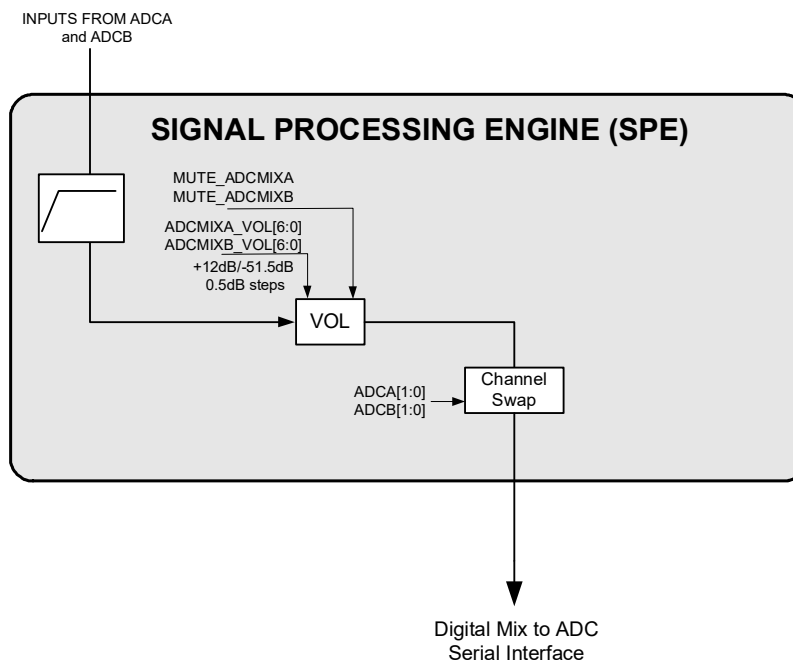 INPUTS FROM ADCA
and ADCB
SIGNAL PROCESSING ENGINE (SPE)
MUTE_ADCMIXA
MUTE_ADCMIXB
ADCMIXA_VOL[6:0]
ADCMIXB_VOL[6:0]
+12dB/-51.5dB
0.5dB steps
VOL
Channel
Swap
ADCA[1:0]
ADCB[1:0]
Digital Mix to ADC
Serial Interface